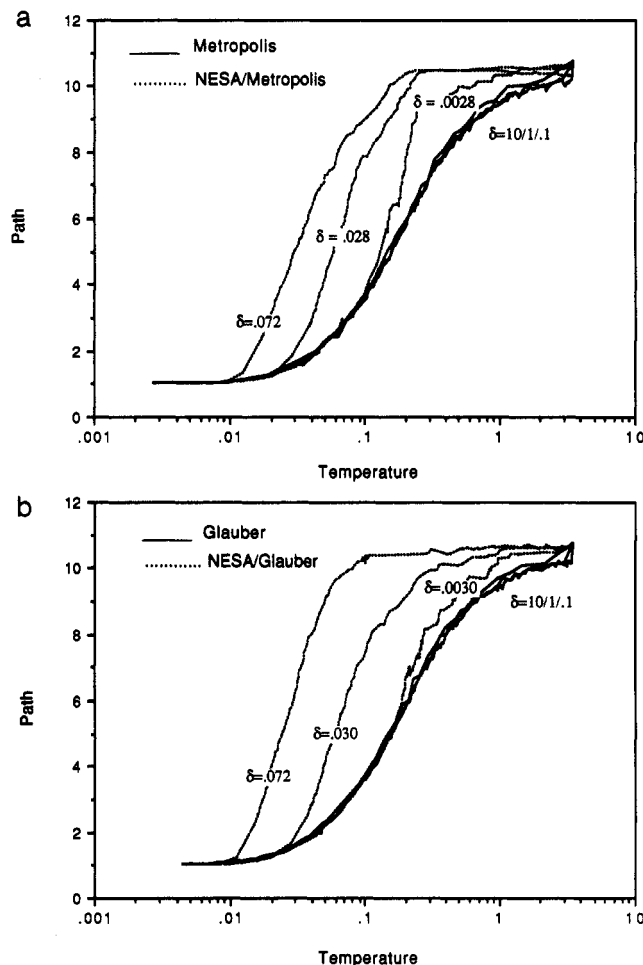 a
12
Metropolis
NESA/Metropolis
10
δ = .0028
δ=10/1/.1
8
Path
6
δ = .028
4
δ=.072
2
0
.001
.01
.1
1
10
Temperature
b
12
Glauber
NESA/Glauber
10
δ=.0030
δ=10/1/.1
8
Path
6
δ=.030
4
δ=.072
2
0
.001
.01
.1
1
10
Temperature